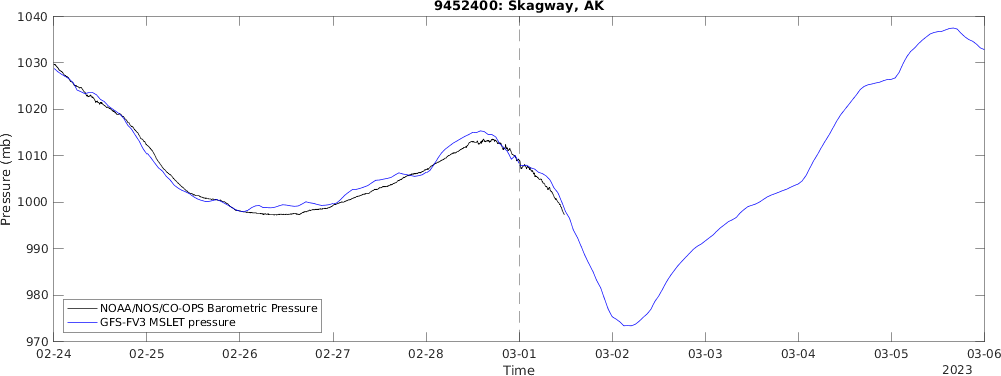 9452400: Skagway, AK
Pressure (mb)
1040
1030
1020
1010
1000
990
980
970
NOAA/NOS/CO-OPS Barometric Pressure
GFS-FV3 MSLET pressure
02-24 02-25 02-26 02-27 02-28 03-01 03-02 03-03 03-04 03-05 03-06
Time
2023